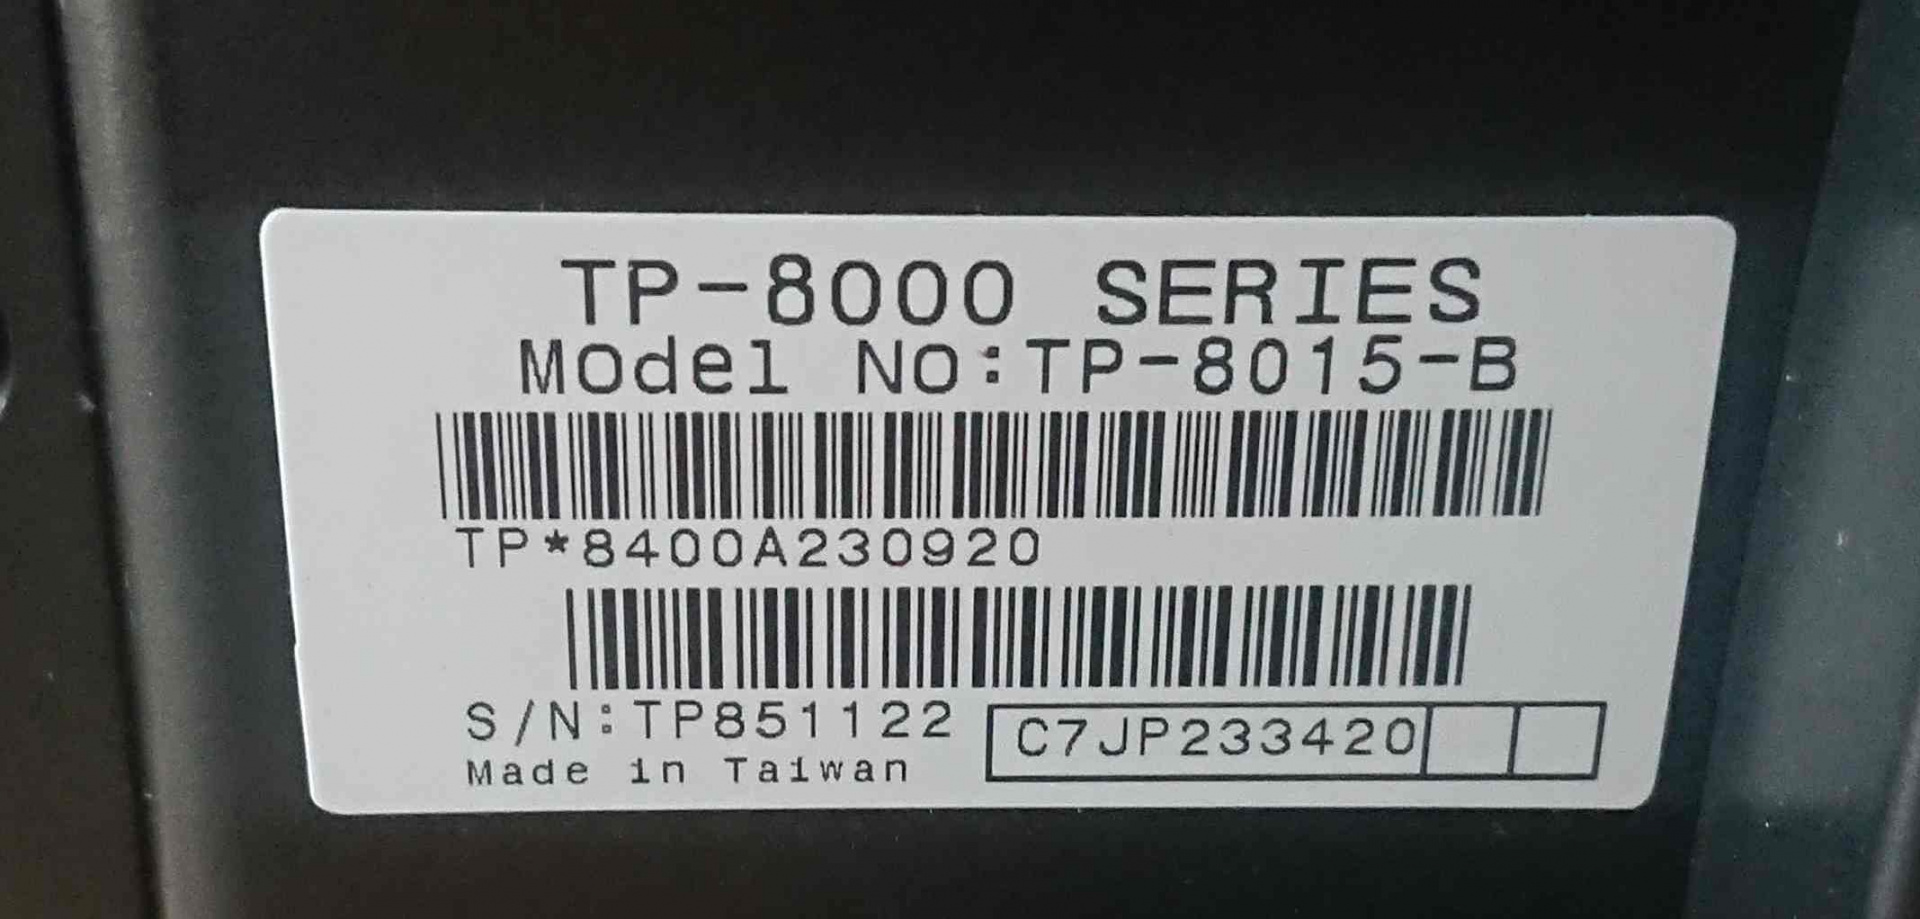 TP-8000 SERIES
Model NO:TP-8015-B
TP*8400A230920
S/N:TP851122
C7JP233420
Made in Taiwan